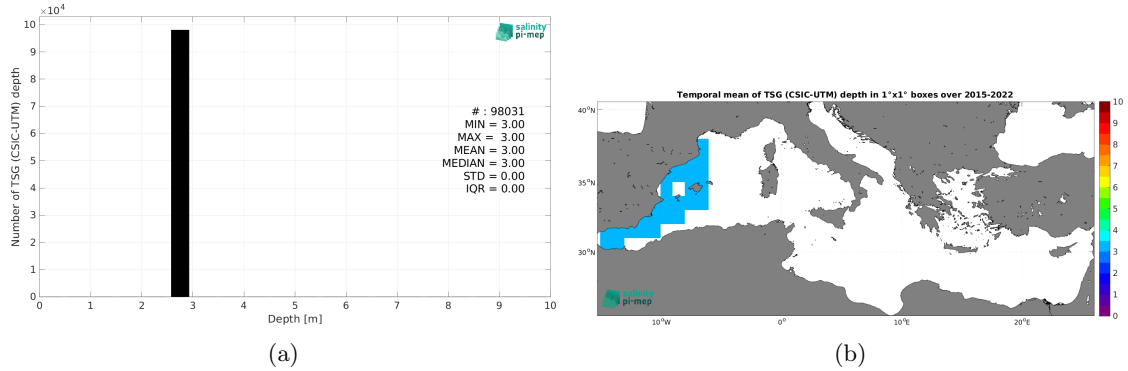 ×10⁴
10
9
8
7
6
5
4
3
2
1
0
Number of TSG (CSIC-UTM) depth
salinity
pi-mep
# : 98031
MIN = 3.00
MAX = 3.00
MEAN = 3.00
MEDIAN = 3.00
STD = 0.00
IQR = 0.00
0 1 2 3 4 5 6 7 8 9 10
Depth [m]
(a)
Temporal mean of TSG (CSIC-UTM) depth in 1°x1° boxes over 2015-2022
40°N
35°N
30°N
salinity
pi-mep
10°W 0° 10°E 20°E
10
9
8
7
6
5
4
3
2
1
0
(b)